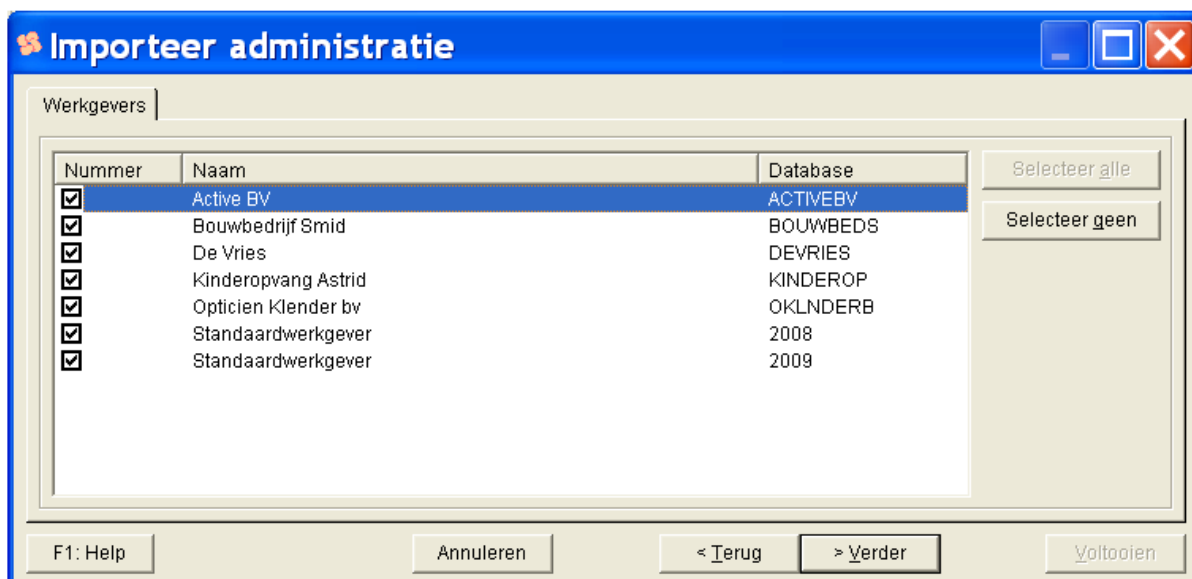 Importeer administratie
Werkgevers
Nummer Naam Database
Selecteer alle
Active BV ACTIVEBV
Selecteer geen
Bouwbedrijf Smid BOUWBEDS
De Vries DEVRIES
Kinderopvang Astrid KINDEROP
Opticien Klender bv OKLNDERB
Standaardwerkgever 2008
Standaardwerkgever 2009
F1: Help Annuleren < Terug > Verder Voltooien